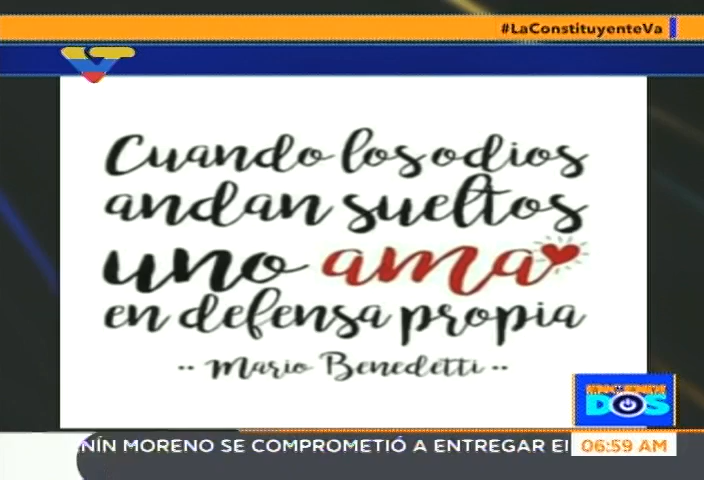 #LaConstituyenteVa
Cuando los odios
andan sueltos
uno ama
en defensa propia
-- Mario Benedetti --
DOS
NÍN MORENO SE COMPROMETIÓ A ENTREGAR El
06:59 AM